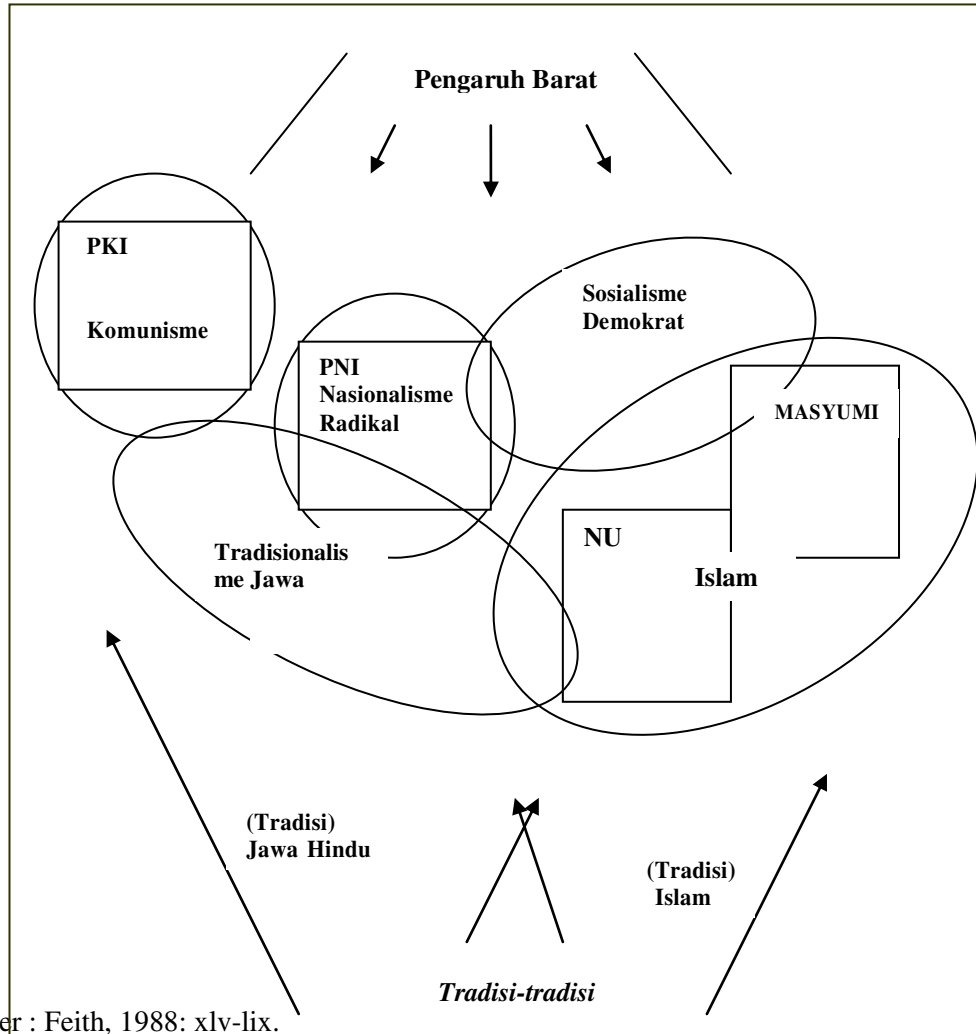 Pengaruh Barat
PKI
Komunisme
Sosialisme
Demokrat
PNI
Nasionalisme
Radikal
MASYUMI
NU
Tradisionalis
me Jawa
Islam
(Tradisi)
Jawa Hindu
(Tradisi)
Islam
Tradisi-tradisi
er : Feith, 1988: xlv-lix.